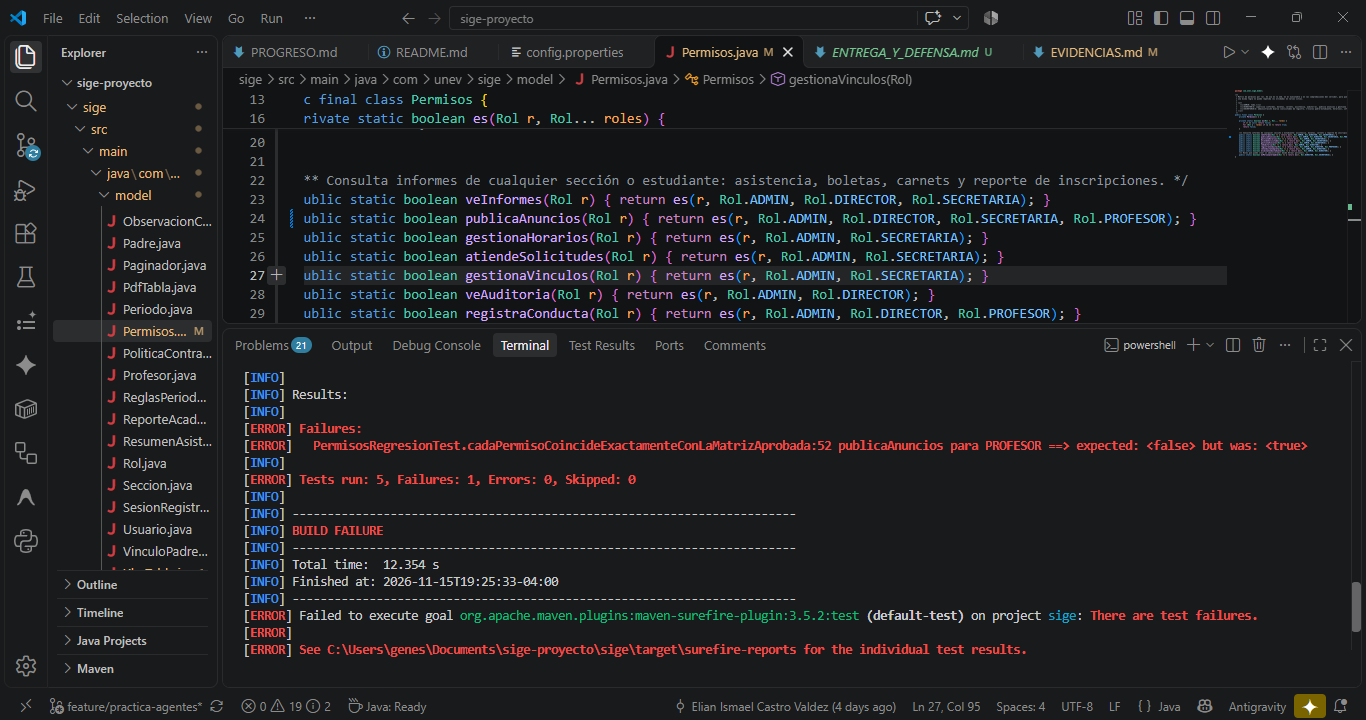 File Edit Selection View Go Run ··· sige-proyecto
Explorer ···
PROGRESO.md README.md config.properties Permisos.java M ENTREGA_Y_DEFENSA.md U EVIDENCIAS.md M
sige > src > main > java > com > unev > sige > model > Permisos.java > Permisos > gestionaVinculos(Rol)
sige-proyecto
sige
src
main
java\com\...
model
ObservacionC...
Padre.java
Paginador.java
PdfTabla.java
Periodo.java
Permisos.... M
PoliticaContra...
Profesor.java
ReglasPeriod...
ReporteAcad...
ResumenAsist...
Rol.java
Seccion.java
SesionRegistr...
Usuario.java
VinculoPadre...
Outline
Timeline
Java Projects
Maven
13 c final class Permisos {
16 rivate static boolean es(Rol r, Rol... roles) {
20
21
22 ** Consulta informes de cualquier sección o estudiante: asistencia, boletas, carnets y reporte de inscripciones. */
23 ublic static boolean veInformes(Rol r) { return es(r, Rol.ADMIN, Rol.DIRECTOR, Rol.SECRETARIA); }
24 ublic static boolean publicaAnuncios(Rol r) { return es(r, Rol.ADMIN, Rol.DIRECTOR, Rol.SECRETARIA, Rol.PROFESOR); }
25 ublic static boolean gestionaHorarios(Rol r) { return es(r, Rol.ADMIN, Rol.SECRETARIA); }
26 ublic static boolean atiendeSolicitudes(Rol r) { return es(r, Rol.ADMIN, Rol.SECRETARIA); }
27 ublic static boolean gestionaVinculos(Rol r) { return es(r, Rol.ADMIN, Rol.SECRETARIA); }
28 ublic static boolean veAuditoria(Rol r) { return es(r, Rol.ADMIN, Rol.DIRECTOR); }
29 ublic static boolean registraConducta(Rol r) { return es(r, Rol.ADMIN, Rol.DIRECTOR, Rol.PROFESOR); }
Problems 21 Output Debug Console Terminal Test Results Ports Comments powershell
[INFO]
[INFO] Results:
[INFO]
[ERROR] Failures:
[ERROR]   PermisosRegresionTest.cadaPermisoCoincideExactamenteConLaMatrizAprobada:52 publicaAnuncios para PROFESOR ==> expected: <false> but was: <true>
[INFO]
[ERROR] Tests run: 5, Failures: 1, Errors: 0, Skipped: 0
[INFO]
[INFO] ------------------------------------------------------------------------
[INFO] BUILD FAILURE
[INFO] ------------------------------------------------------------------------
[INFO] Total time:  12.354 s
[INFO] Finished at: 2026-11-15T19:25:33-04:00
[INFO] ------------------------------------------------------------------------
[ERROR] Failed to execute goal org.apache.maven.plugins:maven-surefire-plugin:3.5.2:test (default-test) on project sige: There are test failures.
[ERROR]
[ERROR] See C:\Users\genes\Documents\sige-proyecto\sige\target\surefire-reports for the individual test results.
feature/practica-agentes* 0 19 2 Java: Ready Elian Ismael Castro Valdez (4 days ago) Ln 27, Col 95 Spaces: 4 UTF-8 LF { } Java Antigravity